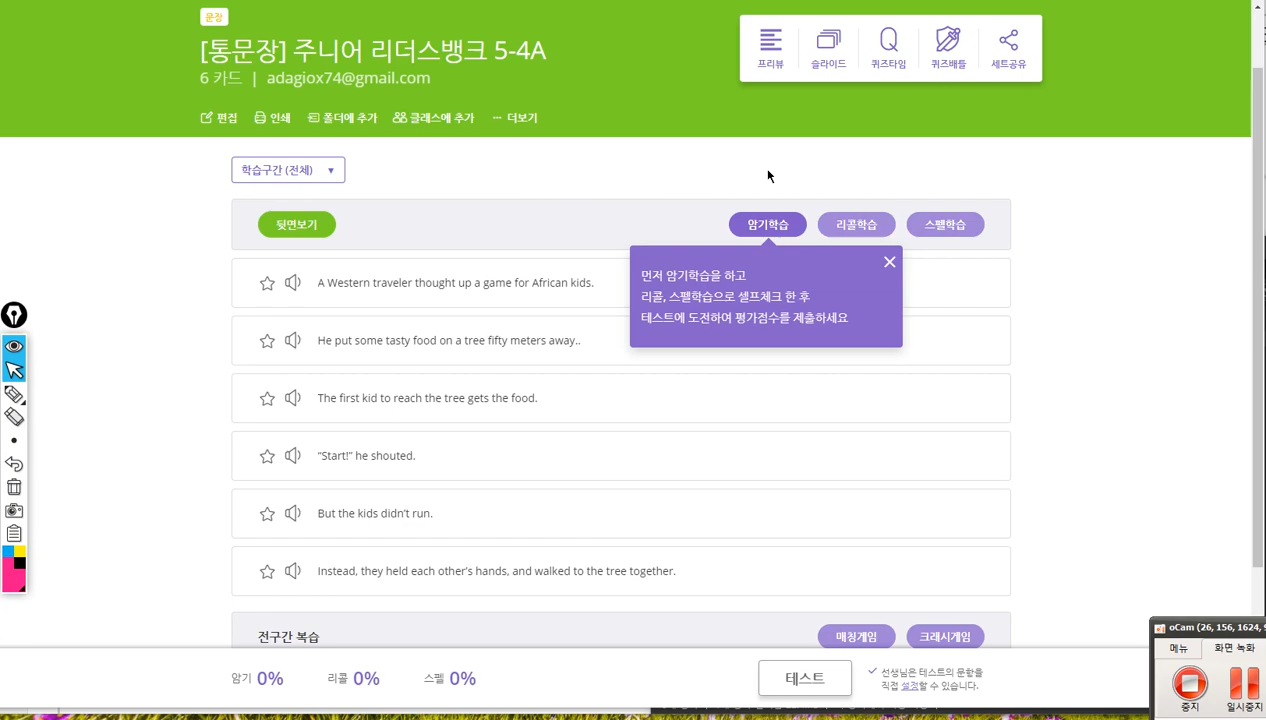 문장
[통문장] 주니어 리더스뱅크 5-4A
6 카드 | adagiox74@gmail.com
편집 인쇄 폴더에 추가 클래스에 추가 ··· 더보기
프리뷰 슬라이드 퀴즈타임 퀴즈배틀 세트공유
학습구간 (전체) ▼
뒷면보기 암기학습 리콜학습 스펠학습
먼저 암기학습을 하고
리콜, 스펠학습으로 셀프체크 한 후
테스트에 도전하여 평가점수를 제출하세요
A Western traveler thought up a game for African kids.
He put some tasty food on a tree fifty meters away..
The first kid to reach the tree gets the food.
“Start!” he shouted.
But the kids didn’t run.
Instead, they held each other’s hands, and walked to the tree together.
전구간 복습 매칭게임 크래시게임
암기 0% 리콜 0% 스펠 0% 테스트
선생님은 테스트의 문항을
직접 설정할 수 있습니다.
oCam (26, 156, 1624, 9
메뉴 화면 녹화
중지 일시중지